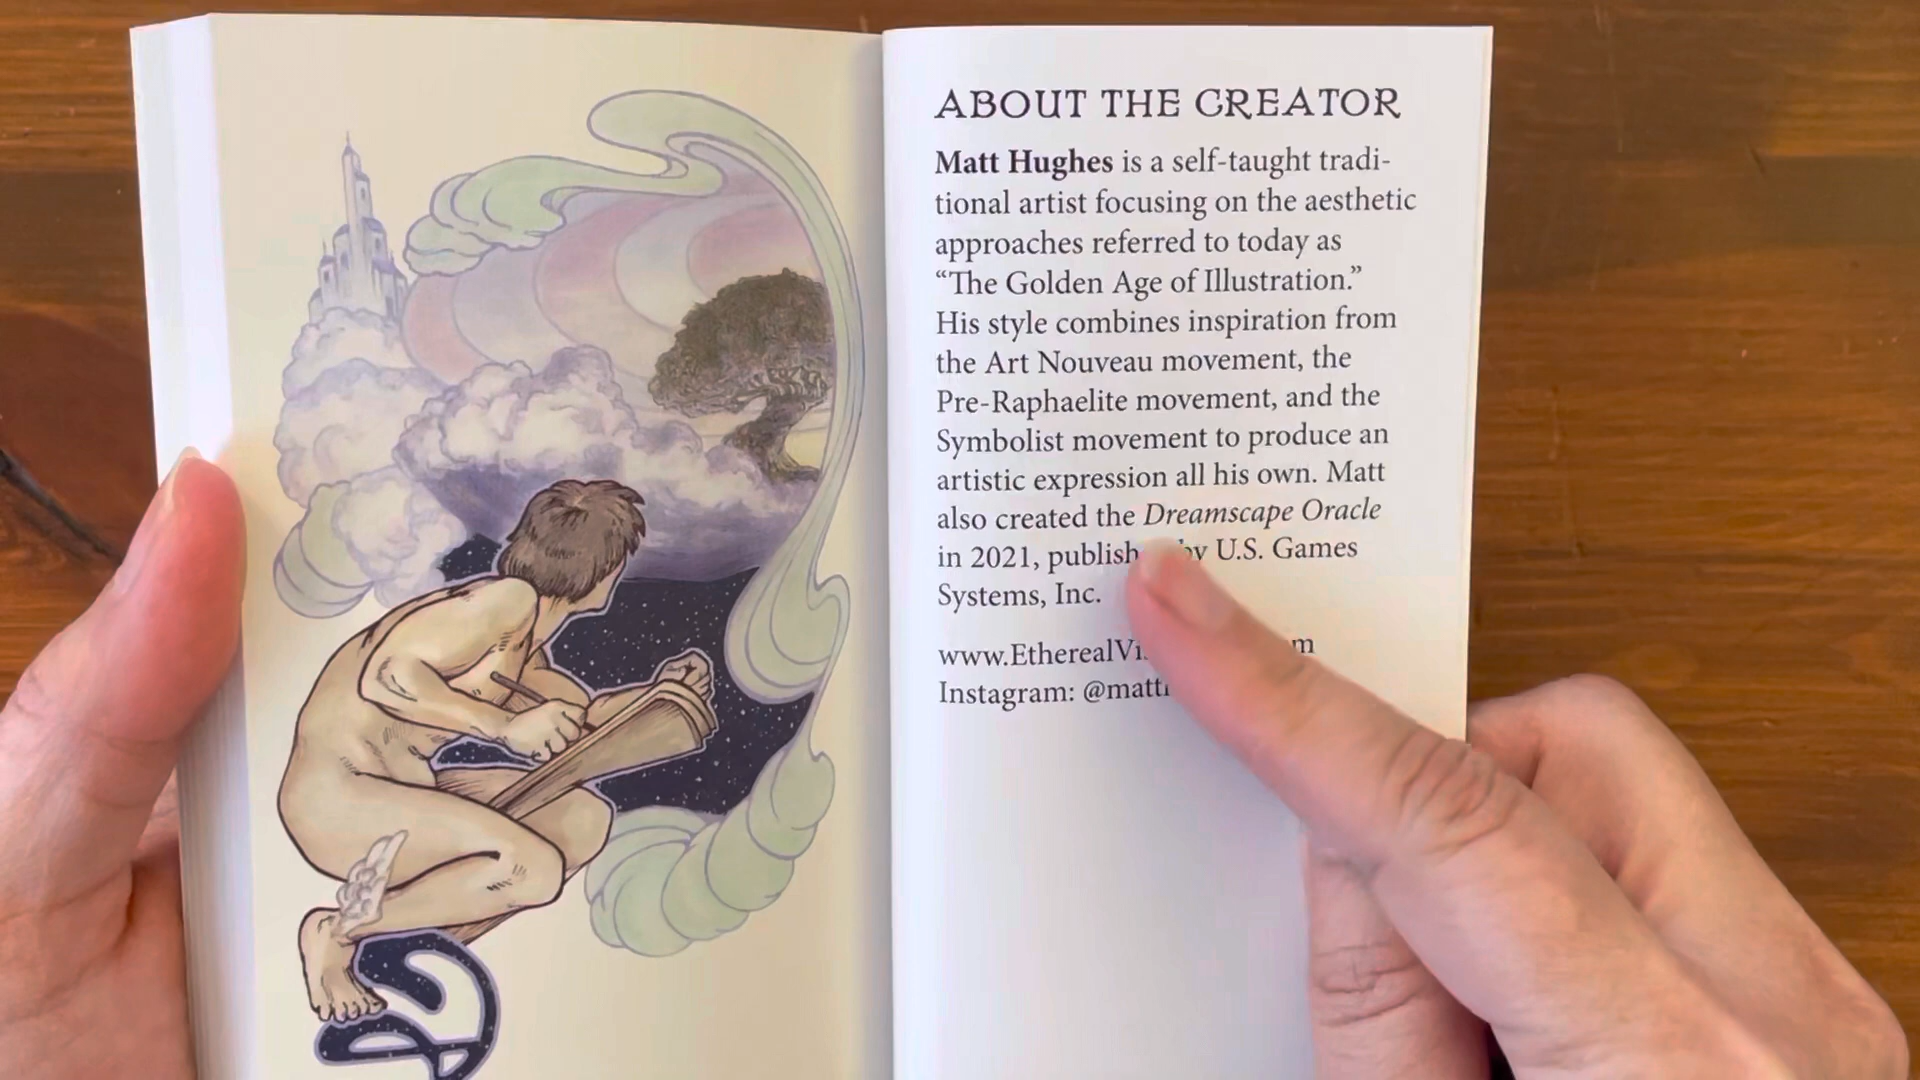 ABOUT THE CREATOR
Matt Hughes is a self-taught tradi-
tional artist focusing on the aesthetic
approaches referred to today as
“The Golden Age of Illustration.”
His style combines inspiration from
the Art Nouveau movement, the
Pre-Raphaelite movement, and the
Symbolist movement to produce an
artistic expression all his own. Matt
also created the Dreamscape Oracle
in 2021, by U.S. Games
Systems, Inc.
Instagram: